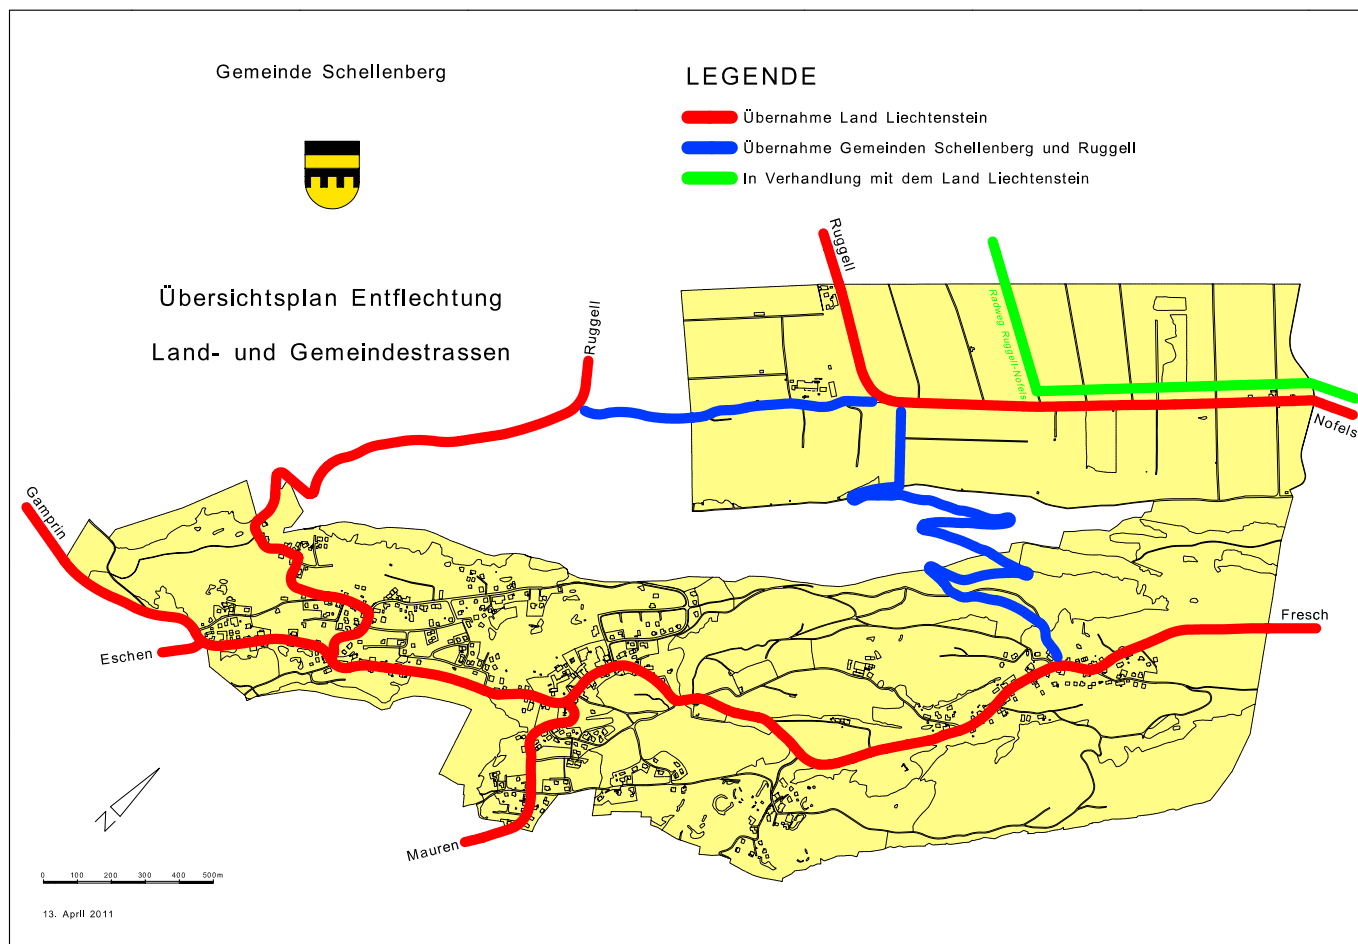 Gemeinde Schellenberg
LEGENDE
Übernahme Land Liechtenstein
Übernahme Gemeinden Schellenberg und Ruggell
In Verhandlung mit dem Land Liechtenstein
Übersichtsplan Entflechtung
Land- und Gemeindestrassen
Ruggell
Ruggell
Radweg Ruggell-Nofels
Nofels
Gamprin
Eschen
Fresch
Mauren
N
0 100 200 300 400 500m
13. April 2011